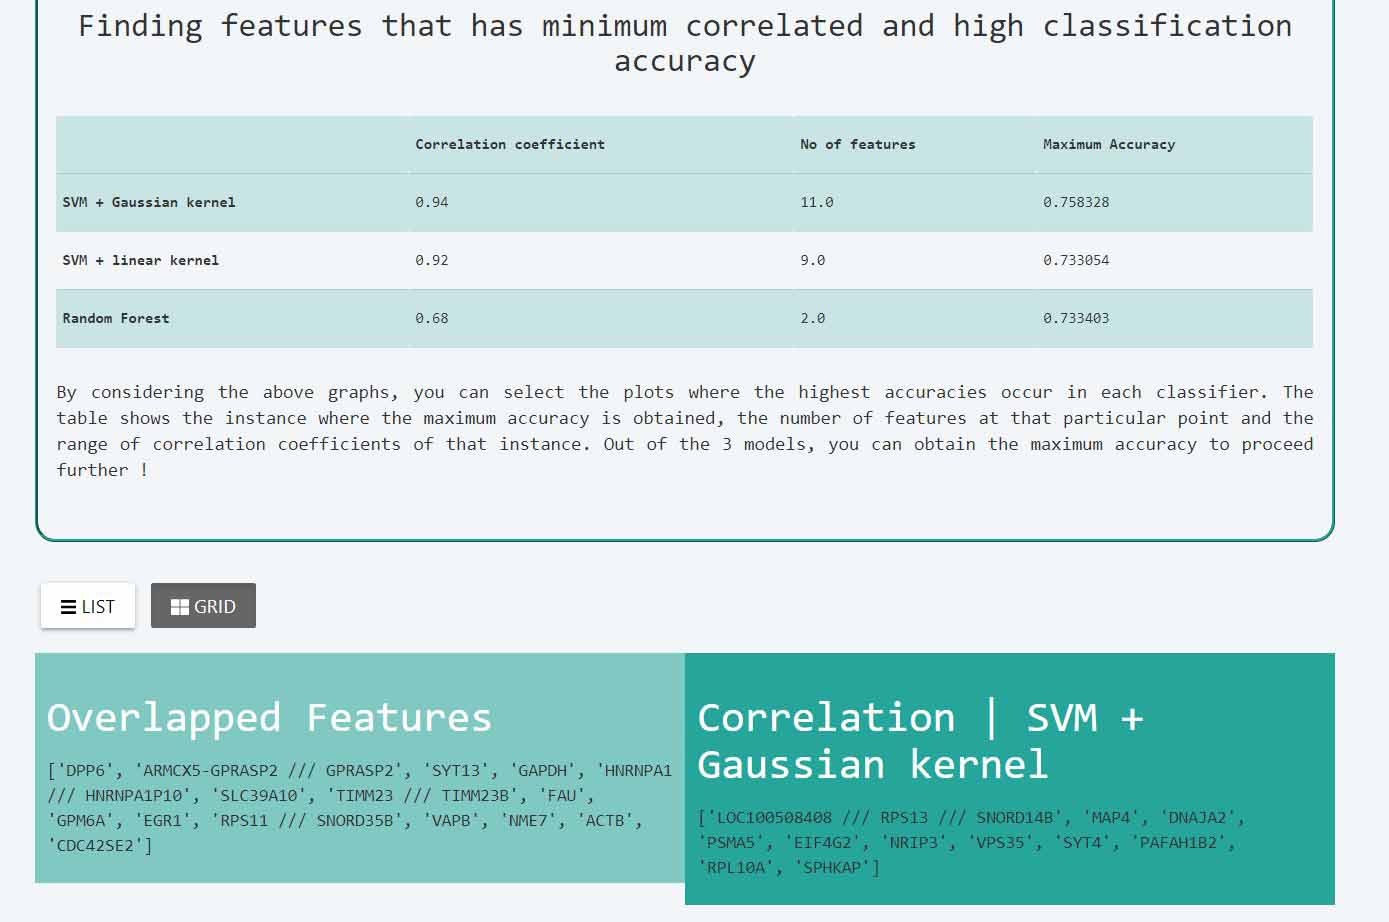 Finding features that has minimum correlated and high classification
accuracy
Correlation coefficient No of features Maximum Accuracy
SVM + Gaussian kernel 0.94 11.0 0.758328
SVM + linear kernel 0.92 9.0 0.733054
Random Forest 0.68 2.0 0.733403
By considering the above graphs, you can select the plots where the highest accuracies occur in each classifier. The
table shows the instance where the maximum accuracy is obtained, the number of features at that particular point and the
range of correlation coefficients of that instance. Out of the 3 models, you can obtain the maximum accuracy to proceed
further !
LIST GRID
Overlapped Features
['DPP6', 'ARMCX5-GPRASP2 /// GPRASP2', 'SYT13', 'GAPDH', 'HNRNPA1
/// HNRNPA1P10', 'SLC39A10', 'TIMM23 /// TIMM23B', 'FAU',
'GPM6A', 'EGR1', 'RPS11 /// SNORD35B', 'VAPB', 'NME7', 'ACTB',
'CDC42SE2']
Correlation | SVM +
Gaussian kernel
['LOC100508408 /// RPS13 /// SNORD14B', 'MAP4', 'DNAJA2',
'PSMA5', 'EIF4G2', 'NRIP3', 'VPS35', 'SYT4', 'PAFAH1B2',
'RPL10A', 'SPHKAP']